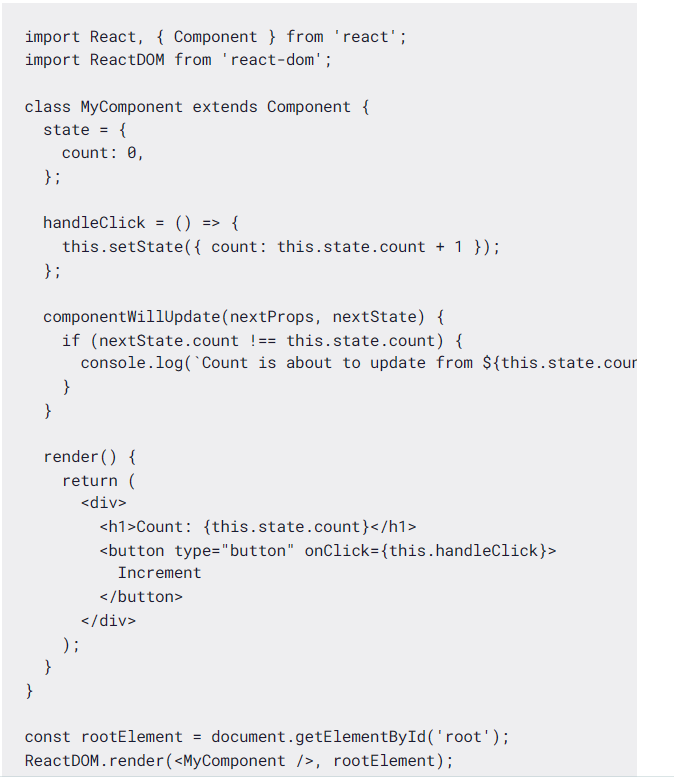 import React, { Component } from 'react';
import ReactDOM from 'react-dom';

class MyComponent extends Component {
  state = {
    count: 0,
  };

  handleClick = () => {
    this.setState({ count: this.state.count + 1 });
  };

  componentWillUpdate(nextProps, nextState) {
    if (nextState.count !== this.state.count) {
      console.log(`Count is about to update from ${this.state.cour
    }
  }

  render() {
    return (
      <div>
        <h1>Count: {this.state.count}</h1>
        <button type="button" onClick={this.handleClick}>
          Increment
        </button>
      </div>
    );
  }
}

const rootElement = document.getElementById('root');
ReactDOM.render(<MyComponent />, rootElement);